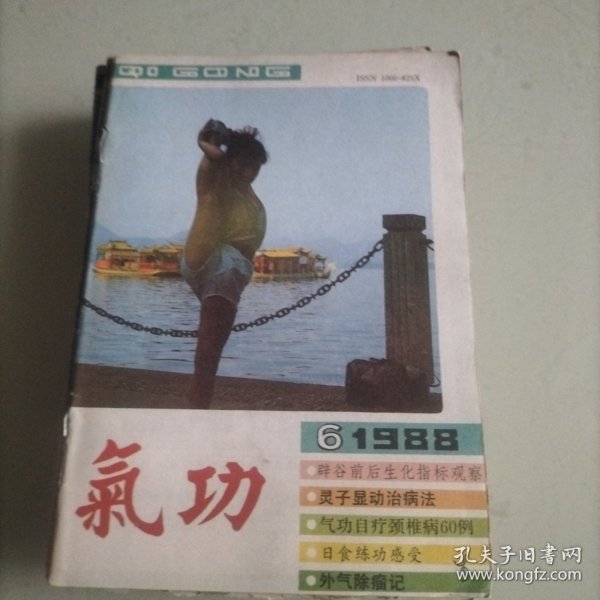 QI GONG
ISSN 1000-825X
氣功
6 1988
辟谷前后生化指标观察
灵子显动治病法
气功自疗颈椎病60例
日食练功感受
外气除瘤记
孔夫子旧书网
www.kongfz.com